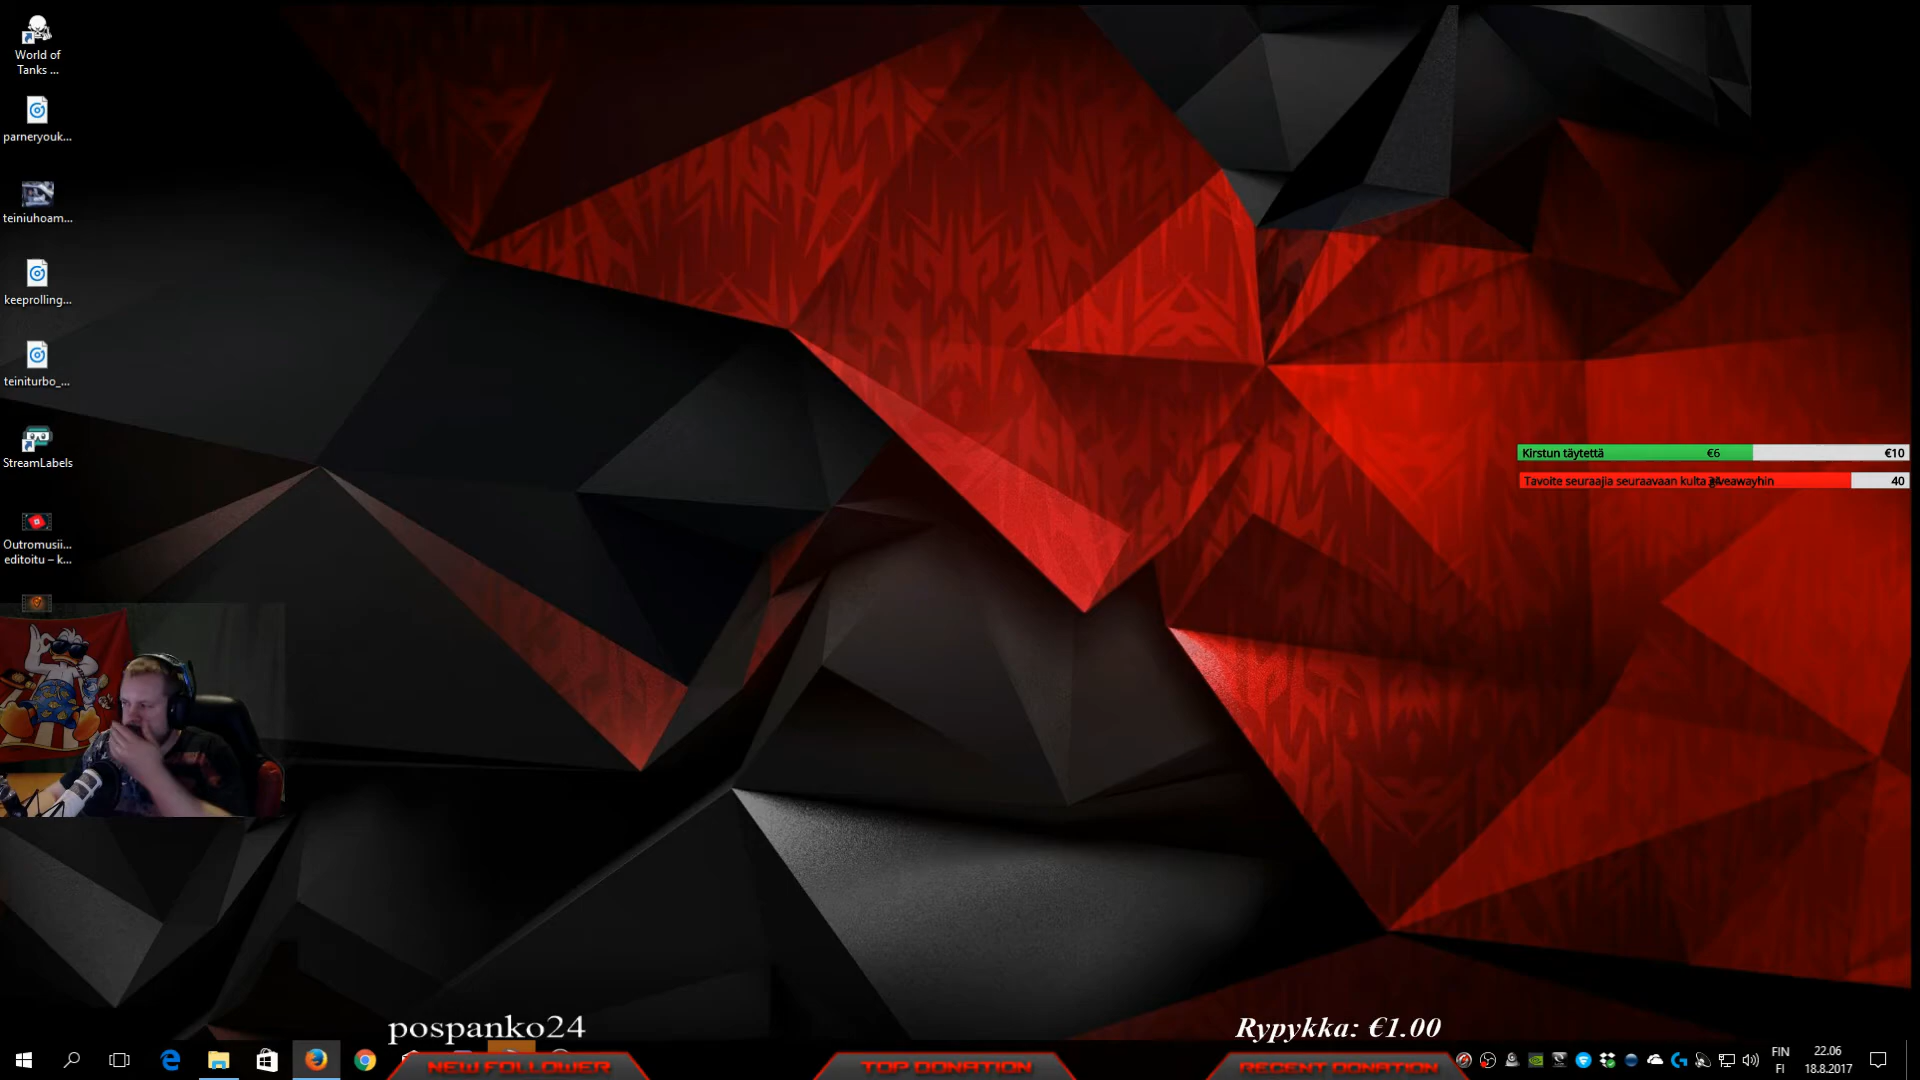 World of
Tanks ...
parneryouk...
teiniuhoam...
keeprolling...
teiniturbo_...
StreamLabels
Outromusii...
editoitu – k...
Kirstun täytettä €6 €10
Tavoite seuraajia seuraavaan kulta giveawayhin 40
pospanko24
Rypykka: €1.00
NEW FOLLOWER
TOP DONATION
RECENT DONATION
FIN
FI
22.06
18.8.2017